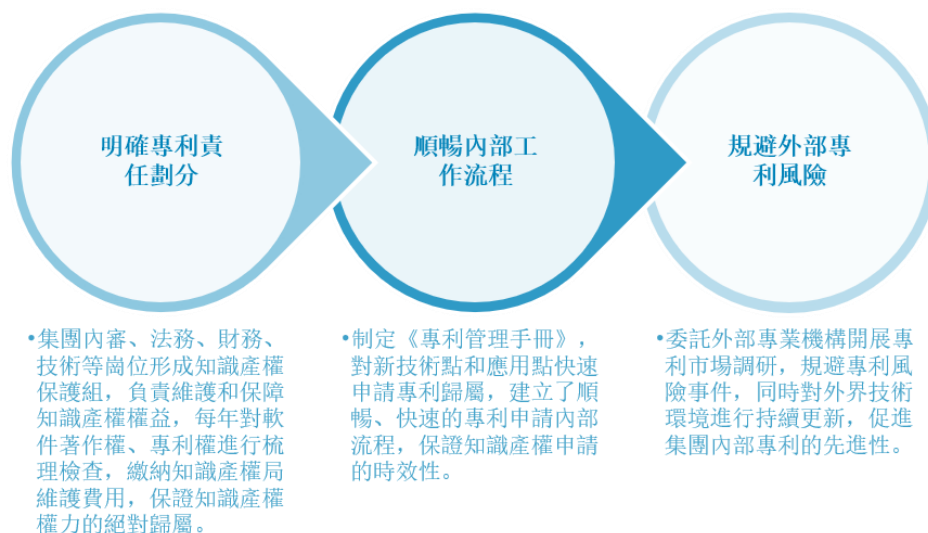 明確專利責
任劃分
順暢內部工
作流程
規避外部專
利風險
•集團內審、法務、財務、
技術等崗位形成知識產權
保護組，負責維護和保障
知識產權權益，每年對軟
件著作權、專利權進行梳
理檢查，繳納知識產權局
維護費用，保證知識產權
權力的絕對歸屬。
•制定《專利管理手冊》，
對新技術點和應用點快速
申請專利歸屬，建立了順
暢、快速的專利申請內部
流程，保證知識產權申請
的時效性。
•委託外部專業機構開展專
利市場調研，規避專利風
險事件，同時對外界技術
環境進行持續更新，促進
集團內部專利的先進性。